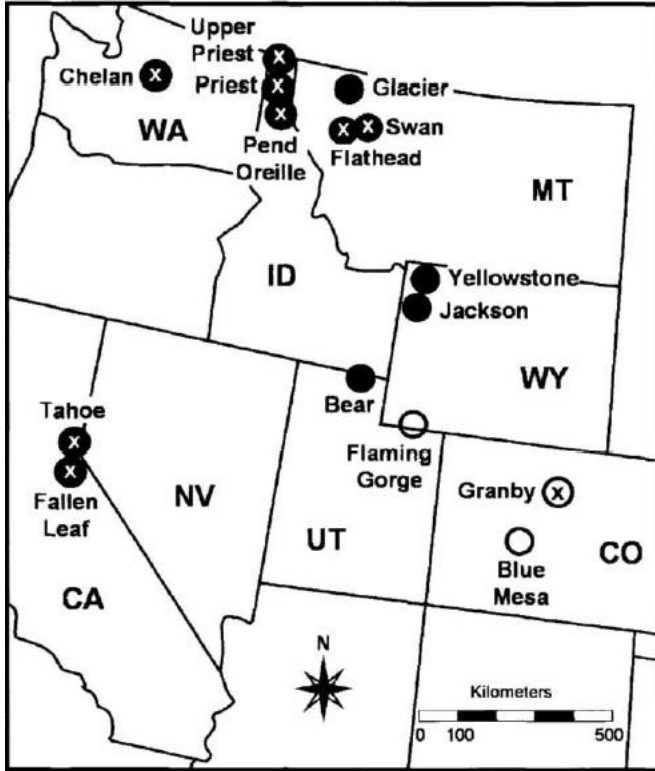 Upper
Priest
Chelan
X
X
Priest
X
Glacier
X
WA
X
X
Swan
Pend
Oreille
Flathead
MT
ID
Yellowstone
Jackson
WY
Bear
Tahoe
X
Flaming
Gorge
X
Fallen
Leaf
NV
Granby
X
UT
CO
Blue
Mesa
CA
N
Kilometers
0 100 500